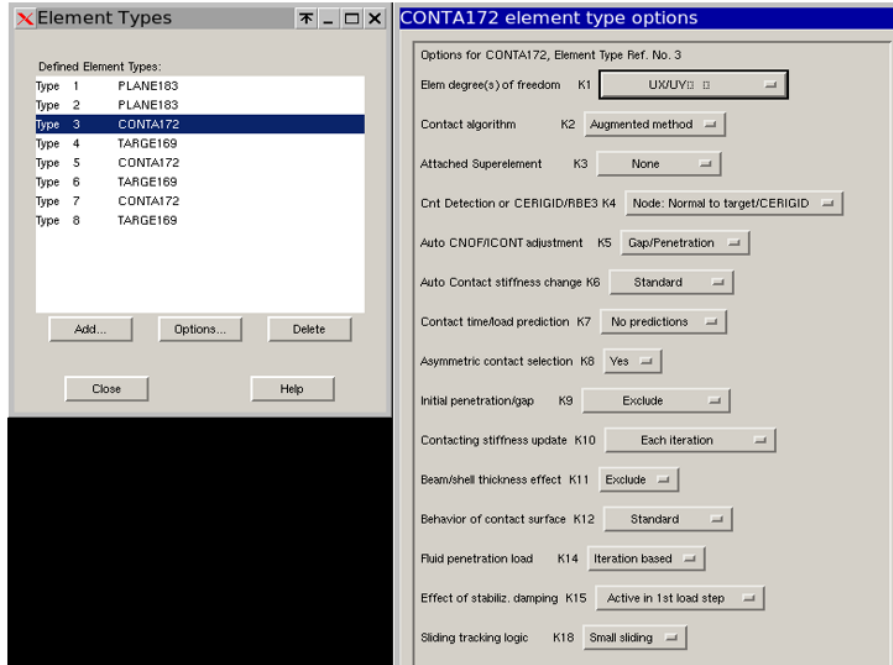 Element Types
Defined Element Types:
Type 1 PLANE183
Type 2 PLANE183
Type 3 CONTA172
Type 4 TARGE169
Type 5 CONTA172
Type 6 TARGE169
Type 7 CONTA172
Type 8 TARGE169
Add... Options... Delete
Close Help
CONTA172 element type options
Options for CONTA172, Element Type Ref. No. 3
Elem degree(s) of freedom K1 UX/UY
Contact algorithm K2 Augmented method
Attached Superelement K3 None
Cnt Detection or CERIGID/RBE3 K4 Node: Normal to target/CERIGID
Auto CNOF/ICONT adjustment K5 Gap/Penetration
Auto Contact stiffness change K6 Standard
Contact time/load prediction K7 No predictions
Asymmetric contact selection K8 Yes
Initial penetration/gap K9 Exclude
Contacting stiffness update K10 Each iteration
Beam/shell thickness effect K11 Exclude
Behavior of contact surface K12 Standard
Fluid penetration load K14 Iteration based
Effect of stabiliz. damping K15 Active in 1st load step
Sliding tracking logic K18 Small sliding